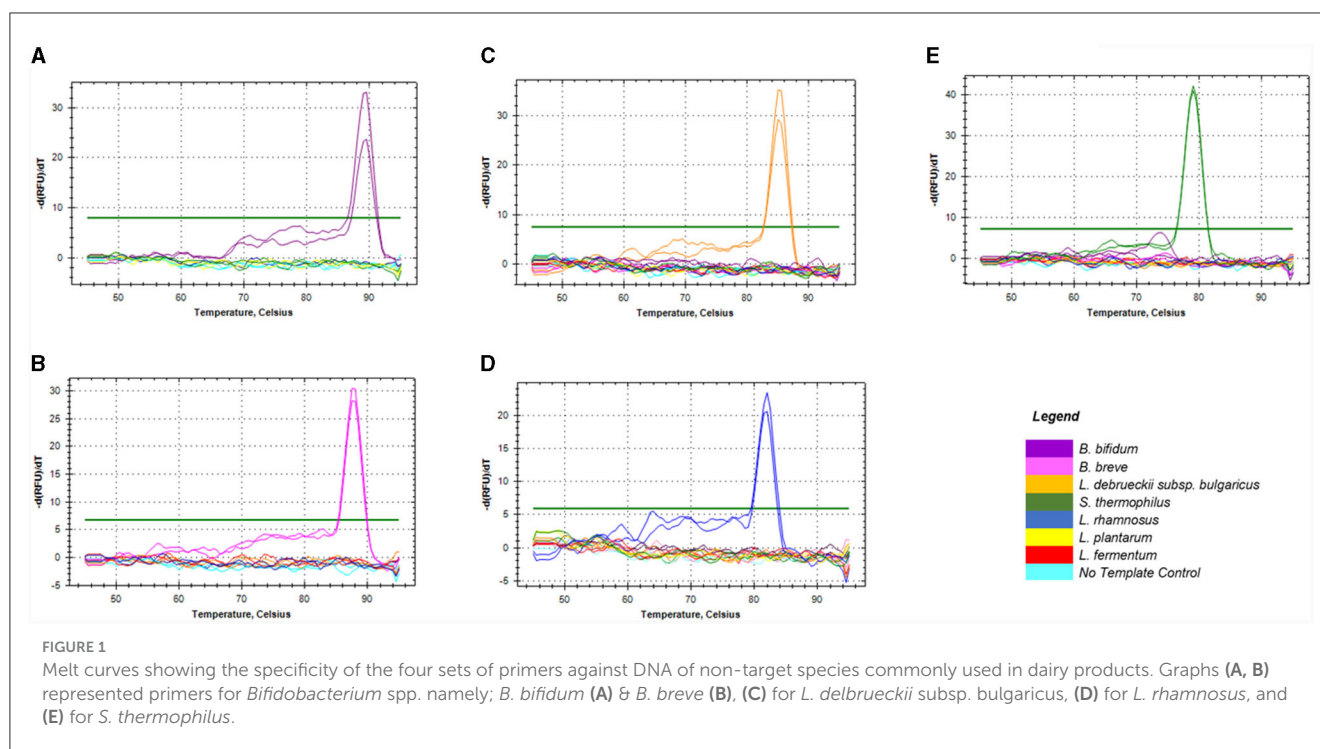 A
30
20
10
0
-d(RFU)/dT
50 60 70 80 90
Temperature, Celsius
B
30
25
20
15
10
5
0
-5
-d(RFU)/dT
50 60 70 80 90
Temperature, Celsius
C
30
20
10
0
-d(RFU)/dT
50 60 70 80 90
Temperature, Celsius
D
20
15
10
5
0
-5
-d(RFU)/dT
50 60 70 80 90
Temperature, Celsius
E
40
30
20
10
0
-d(RFU)/dT
50 60 70 80 90
Temperature, Celsius
Legend
B. bifidum
B. breve
L. debrueckii subsp. bulgaricus
S. thermophilus
L. rhamnosus
L. plantarum
L. fermentum
No Template Control
FIGURE 1
Melt curves showing the specificity of the four sets of primers against DNA of non-target species commonly used in dairy products. Graphs (A, B)
represented primers for Bifidobacterium spp. namely; B. bifidum (A) & B. breve (B), (C) for L. delbrueckii subsp. bulgaricus, (D) for L. rhamnosus, and
(E) for S. thermophilus.